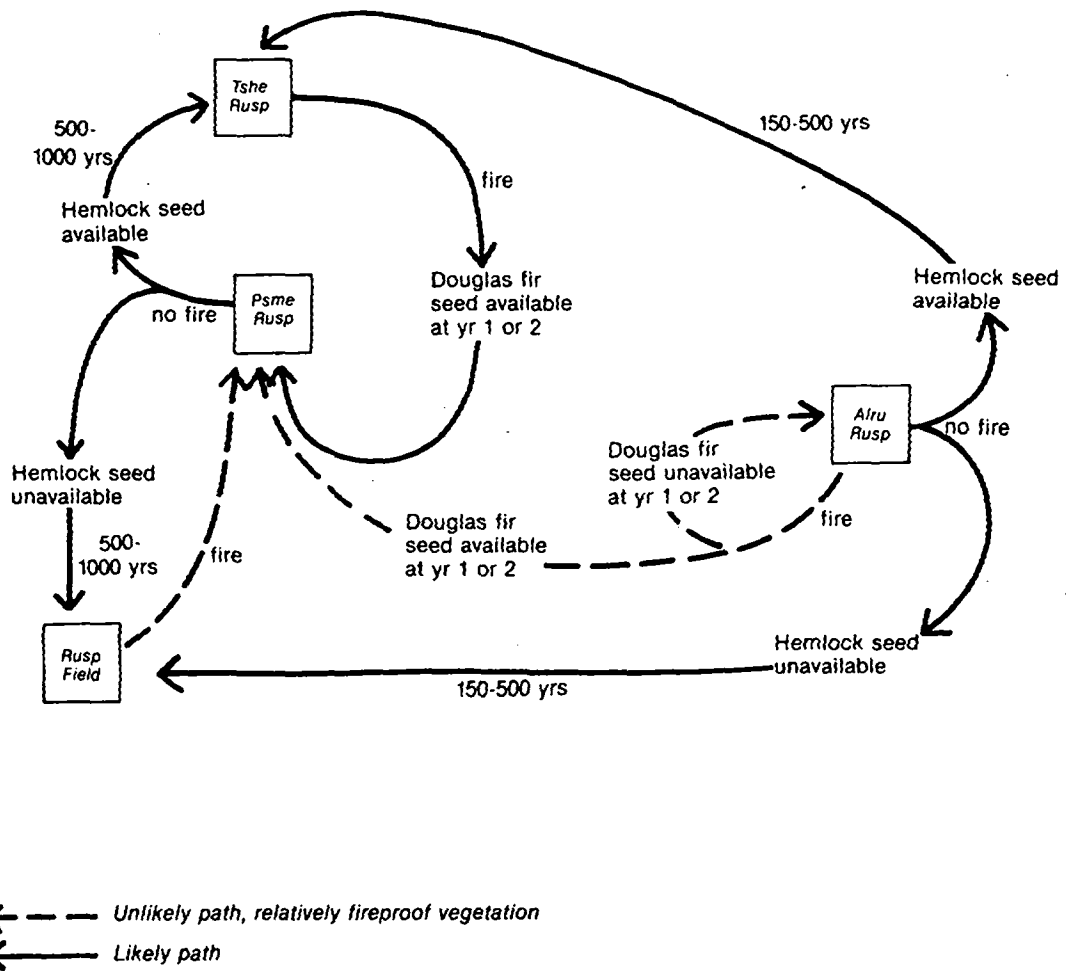 Tshe
Rusp
500-
1000 yrs
150-500 yrs
fire
Hemlock seed
available
Douglas fir
seed available
at yr 1 or 2
Hemlock seed
available
Psme
Rusp
no fire
Alru
Rusp
no fire
Hemlock seed
unavailable
Douglas fir
seed unavailable
at yr 1 or 2
500-
1000 yrs
fire
Douglas fir
seed available
at yr 1 or 2
fire
Rusp
Field
Hemlock seed
unavailable
150-500 yrs
Unlikely path, relatively fireproof vegetation
Likely path